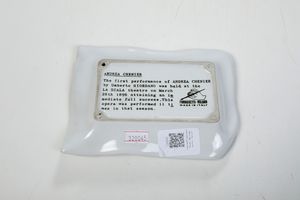 ANDREA CHENIER
The first performance of ANDREA CHENIER
by Umberto GIORDANO was held at the
LA SCALA theatre on March
28th 1896 attaining an im
mediate full success. This
opera was performed 11 ti
mes in that season.
MADE IN ITALY